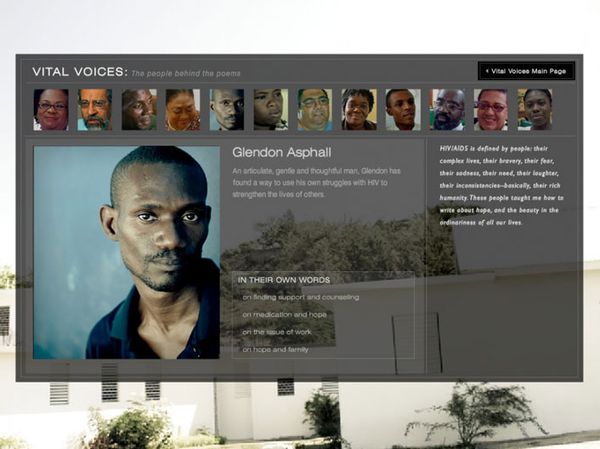 VITAL VOICES: The people behind the poems
Vital Voices Main Page
Glendon Asphall
An articulate, gentle and thoughtful man, Glendon has
found a way to use his own struggles with HIV to
strengthen the lives of others.
IN THEIR OWN WORDS
on finding support and counseling
on medication and hope
on the issue of work
on hope and family
HIV/AIDS is defined by people: their
complex lives, their bravery, their fear,
their sadness, their need, their laughter,
their inconsistencies–basically, their rich
humanity. These people taught me how to
write about hope, and the beauty in the
ordinariness of all our lives.